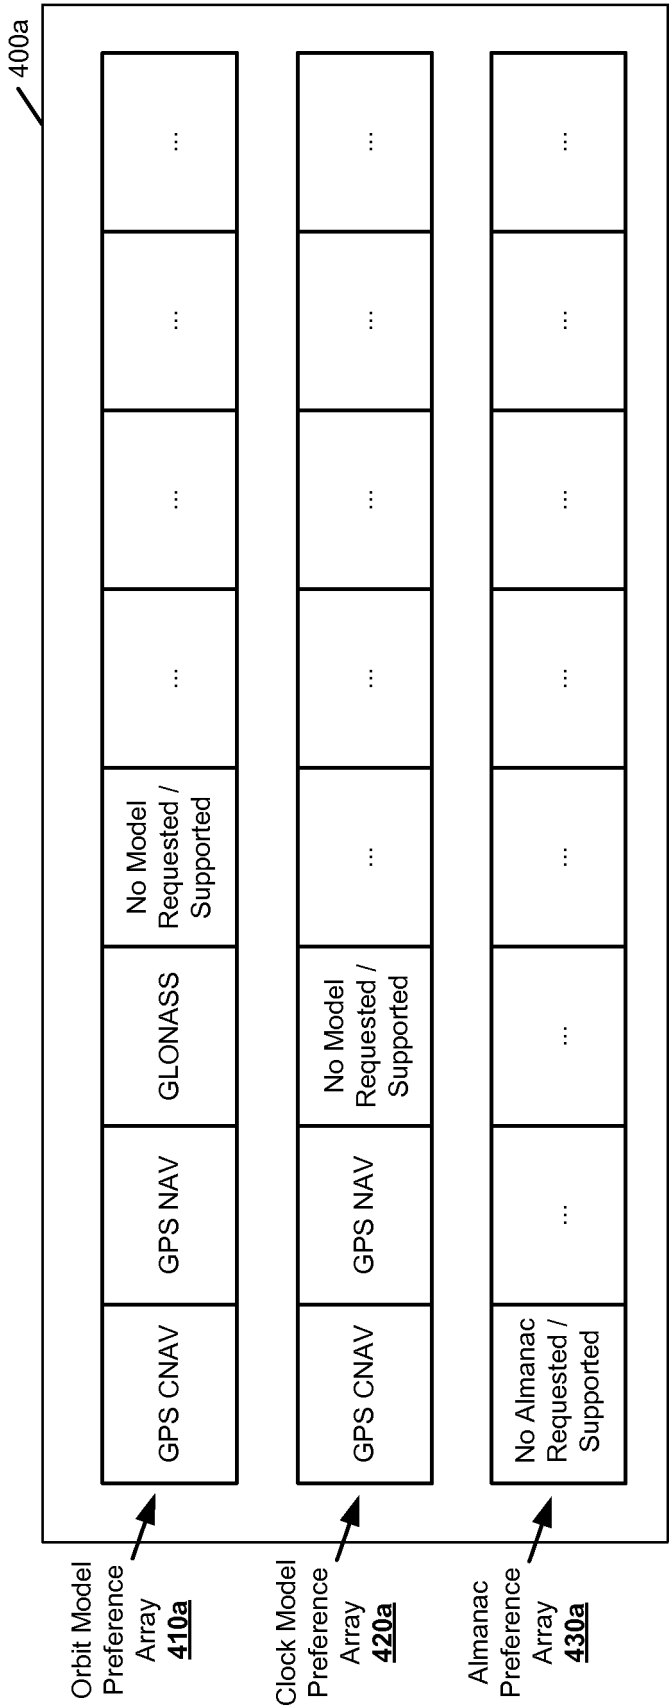 400a
Orbit Model
Preference
Array
410a
GPS CNAV
GPS NAV
GLONASS
No Model
Requested /
Supported
...
...
...
...
Clock Model
Preference
Array
420a
GPS CNAV
GPS NAV
No Model
Requested /
Supported
...
...
...
...
...
Almanac
Preference
Array
430a
No Almanac
Requested /
Supported
...
...
...
...
...
...
...